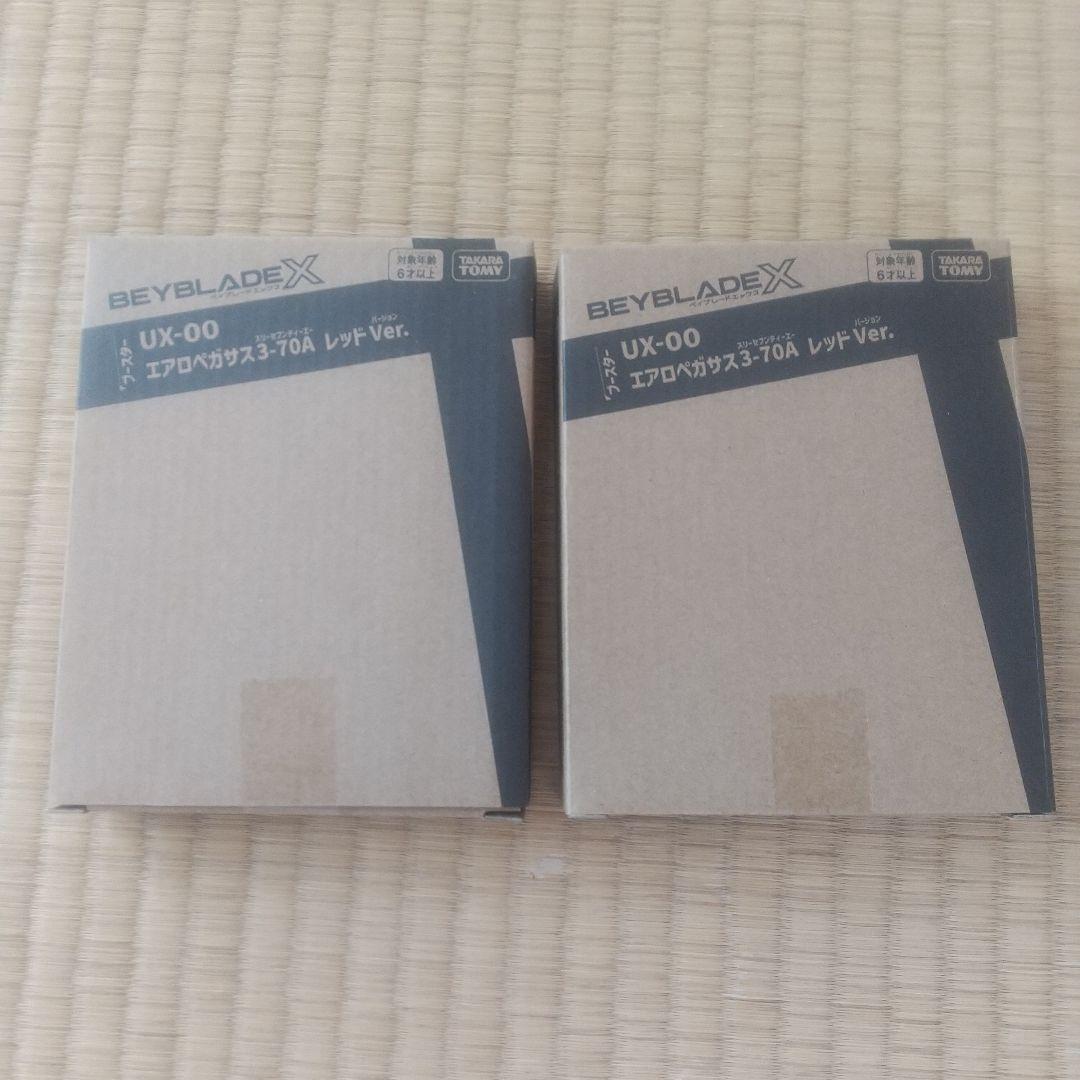 BEYBLADE X
ベイブレードエックス
対象年齢
6才以上
TAKARA
TOMY
ブースター
UX-00
スリーセブンティーエー
バージョン
エアロペガサス3-70A レッドVer.
BEYBLADE X
ベイブレードエックス
対象年齢
6才以上
TAKARA
TOMY
ブースター
UX-00
スリーセブンティーエー
バージョン
エアロペガサス3-70A レッドVer.